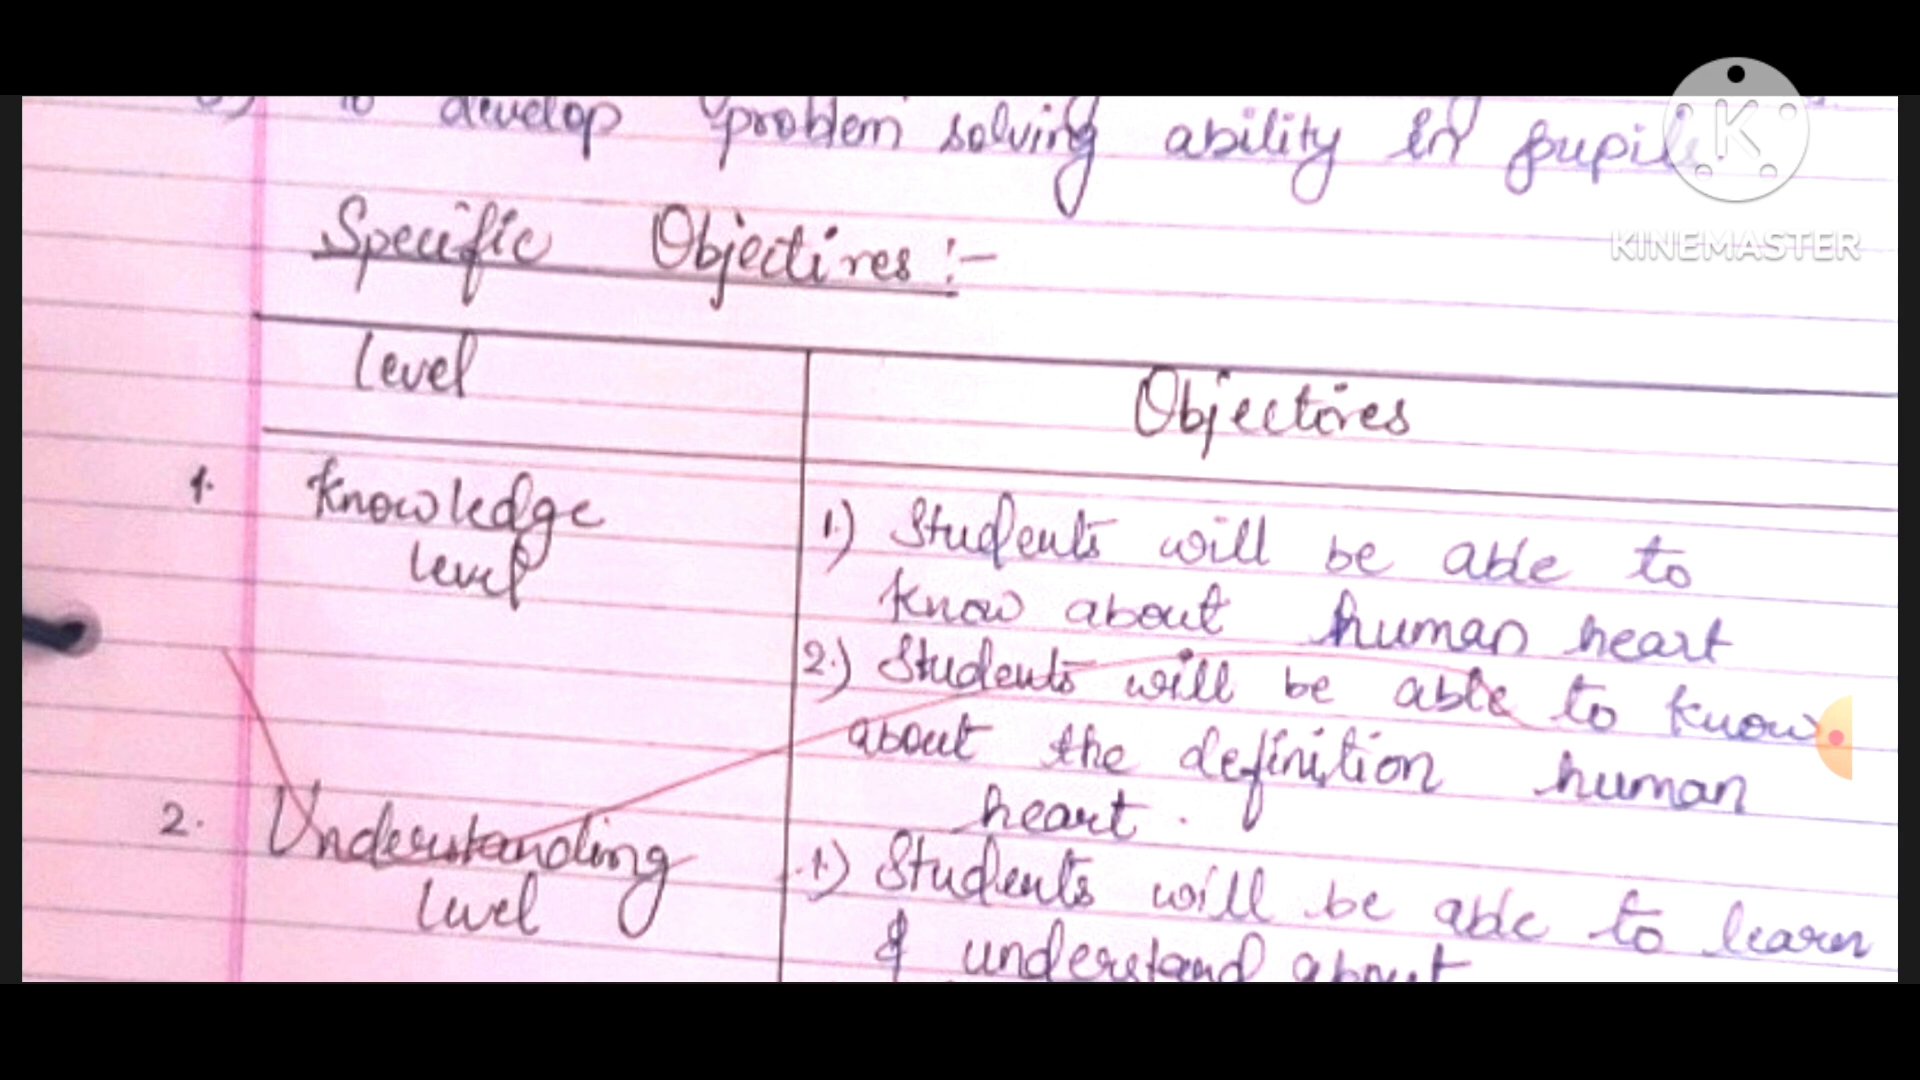 to develop problem solving ability in pupils.
KINEMASTER
Specific Objectives :-
Level
Objectives
1. Knowledge
level
1.) Students will be able to
know about human heart
2.) Students will be able to know
about the definition human
heart.
2. Understanding
level
1.) Students will be able to learn
& understand about